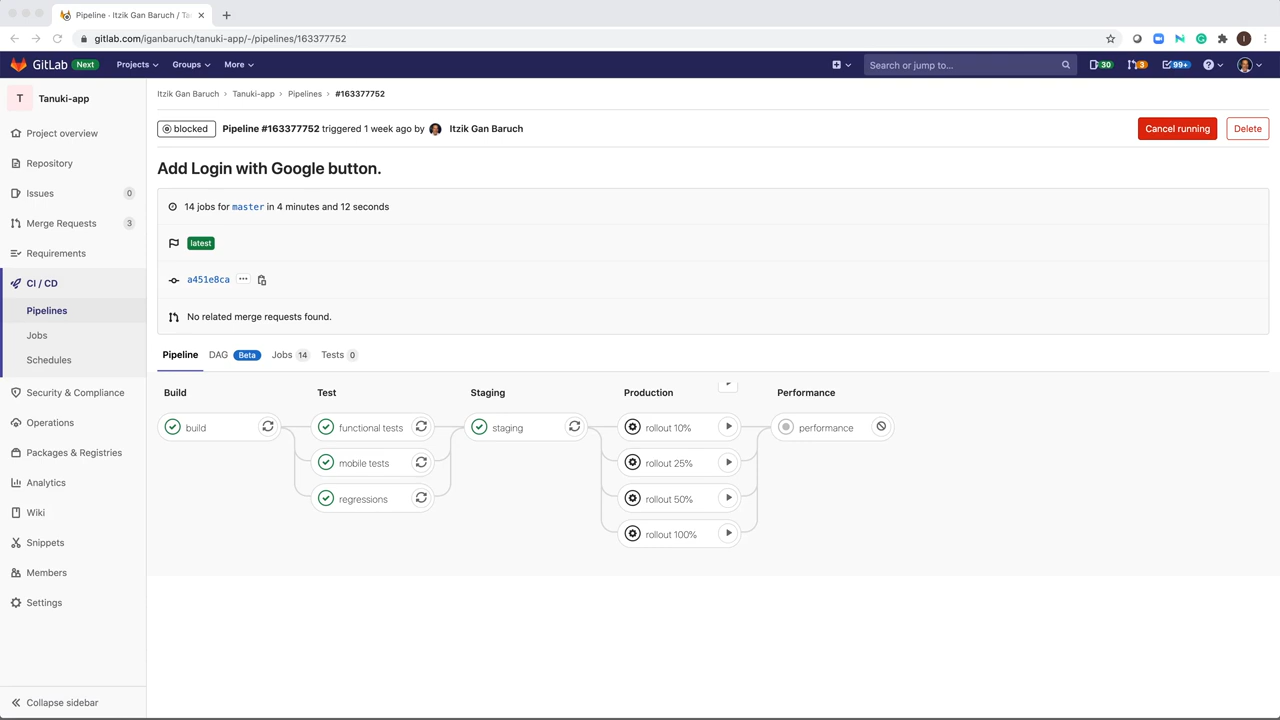 Pipeline · Itzik Gan Baruch / Ta
gitlab.com/iganbaruch/tanuki-app/-/pipelines/163377752
I
GitLab Next Projects Groups More Search or jump to... 30 3 99+
T Tanuki-app
Project overview
Repository
Issues 0
Merge Requests 3
Requirements
CI / CD
Pipelines
Jobs
Schedules
Security & Compliance
Operations
Packages & Registries
Analytics
Wiki
Snippets
Members
Settings
Collapse sidebar
Itzik Gan Baruch > Tanuki-app > Pipelines > #163377752
blocked Pipeline #163377752 triggered 1 week ago by Itzik Gan Baruch Cancel running Delete
Add Login with Google button.
14 jobs for master in 4 minutes and 12 seconds
latest
a451e8ca ...
No related merge requests found.
Pipeline DAG Beta Jobs 14 Tests 0
Build Test Staging Production Performance
build functional tests staging rollout 10% performance
mobile tests rollout 25%
regressions rollout 50%
rollout 100%